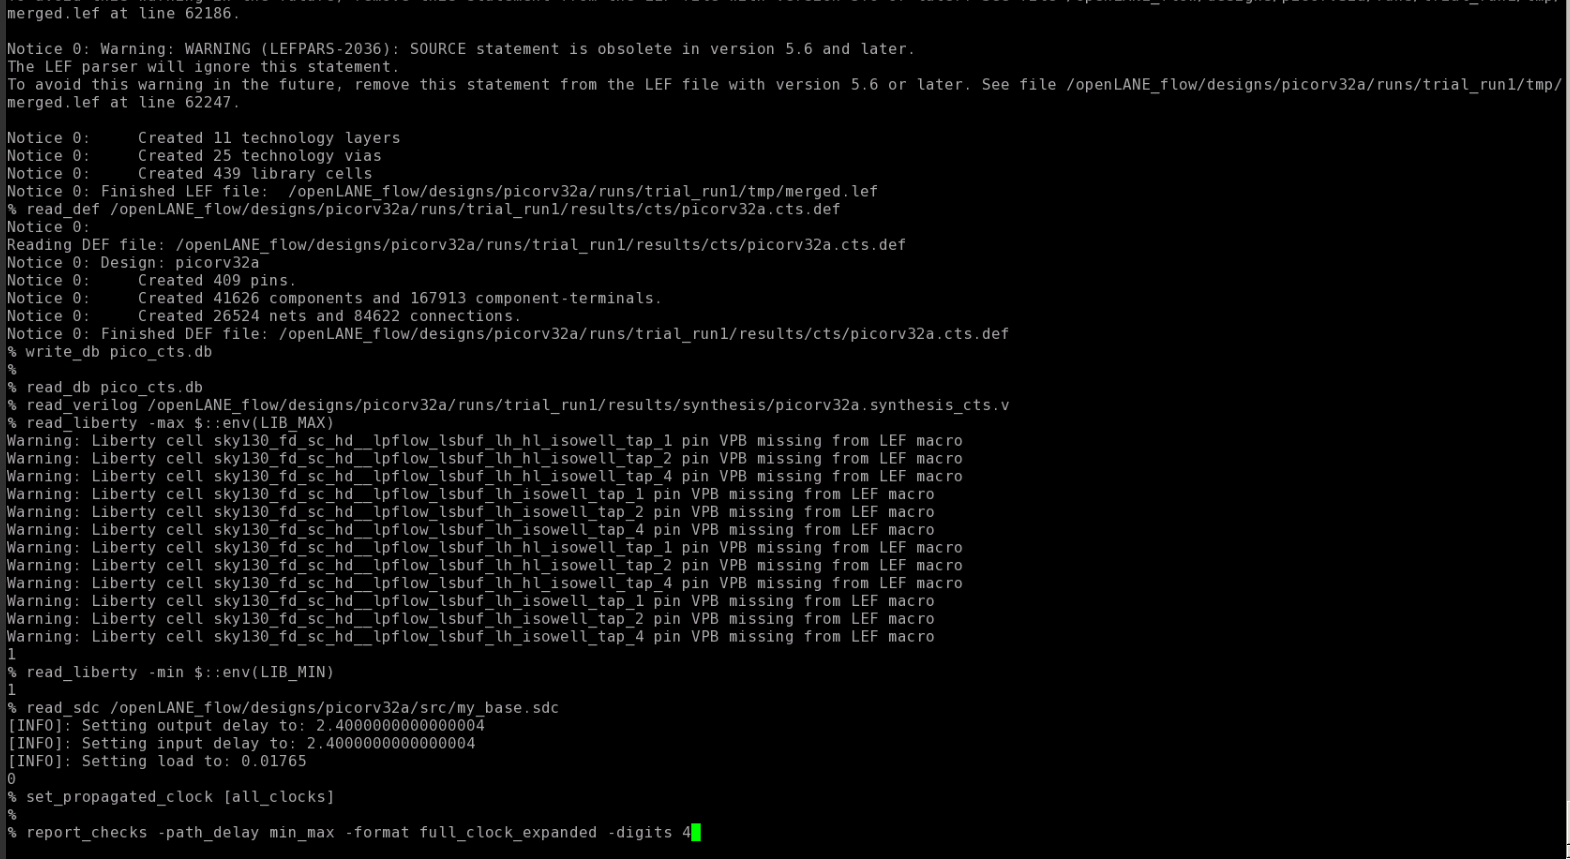 merged.lef at line 62186.
Notice 0: Warning: WARNING (LEFPARS-2036): SOURCE statement is obsolete in version 5.6 and later.
The LEF parser will ignore this statement.
To avoid this warning in the future, remove this statement from the LEF file with version 5.6 or later. See file /openLANE_flow/designs/picorv32a/runs/trial_run1/tmp/
merged.lef at line 62247.
Notice 0:     Created 11 technology layers
Notice 0:     Created 25 technology vias
Notice 0:     Created 439 library cells
Notice 0: Finished LEF file:  /openLANE_flow/designs/picorv32a/runs/trial_run1/tmp/merged.lef
% read_def /openLANE_flow/designs/picorv32a/runs/trial_run1/results/cts/picorv32a.cts.def
Notice 0:
Reading DEF file: /openLANE_flow/designs/picorv32a/runs/trial_run1/results/cts/picorv32a.cts.def
Notice 0: Design: picorv32a
Notice 0:     Created 409 pins.
Notice 0:     Created 41626 components and 167913 component-terminals.
Notice 0:     Created 26524 nets and 84622 connections.
Notice 0: Finished DEF file: /openLANE_flow/designs/picorv32a/runs/trial_run1/results/cts/picorv32a.cts.def
% write_db pico_cts.db
%
% read_db pico_cts.db
% read_verilog /openLANE_flow/designs/picorv32a/runs/trial_run1/results/synthesis/picorv32a.synthesis_cts.v
% read_liberty -max $::env(LIB_MAX)
Warning: Liberty cell sky130_fd_sc_hd__lpflow_lsbuf_lh_hl_isowell_tap_1 pin VPB missing from LEF macro
Warning: Liberty cell sky130_fd_sc_hd__lpflow_lsbuf_lh_hl_isowell_tap_2 pin VPB missing from LEF macro
Warning: Liberty cell sky130_fd_sc_hd__lpflow_lsbuf_lh_hl_isowell_tap_4 pin VPB missing from LEF macro
Warning: Liberty cell sky130_fd_sc_hd__lpflow_lsbuf_lh_isowell_tap_1 pin VPB missing from LEF macro
Warning: Liberty cell sky130_fd_sc_hd__lpflow_lsbuf_lh_isowell_tap_2 pin VPB missing from LEF macro
Warning: Liberty cell sky130_fd_sc_hd__lpflow_lsbuf_lh_isowell_tap_4 pin VPB missing from LEF macro
Warning: Liberty cell sky130_fd_sc_hd__lpflow_lsbuf_lh_hl_isowell_tap_1 pin VPB missing from LEF macro
Warning: Liberty cell sky130_fd_sc_hd__lpflow_lsbuf_lh_hl_isowell_tap_2 pin VPB missing from LEF macro
Warning: Liberty cell sky130_fd_sc_hd__lpflow_lsbuf_lh_hl_isowell_tap_4 pin VPB missing from LEF macro
Warning: Liberty cell sky130_fd_sc_hd__lpflow_lsbuf_lh_isowell_tap_1 pin VPB missing from LEF macro
Warning: Liberty cell sky130_fd_sc_hd__lpflow_lsbuf_lh_isowell_tap_2 pin VPB missing from LEF macro
Warning: Liberty cell sky130_fd_sc_hd__lpflow_lsbuf_lh_isowell_tap_4 pin VPB missing from LEF macro
1
% read_liberty -min $::env(LIB_MIN)
1
% read_sdc /openLANE_flow/designs/picorv32a/src/my_base.sdc
[INFO]: Setting output delay to: 2.4000000000000004
[INFO]: Setting input delay to: 2.4000000000000004
[INFO]: Setting load to: 0.01765
0
% set_propagated_clock [all_clocks]
%
% report_checks -path_delay min_max -format full_clock_expanded -digits 4